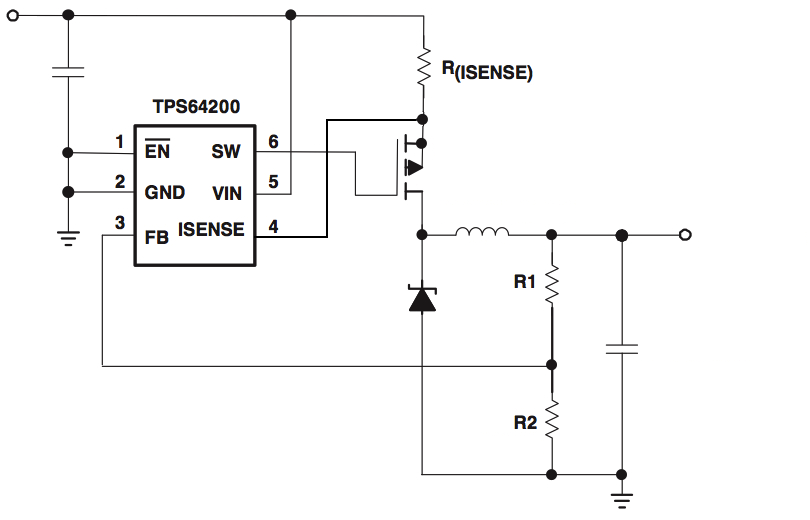 R(ISENSE)
TPS64200
1 EN SW 6
2 GND VIN 5
3 FB ISENSE 4
R1
R2